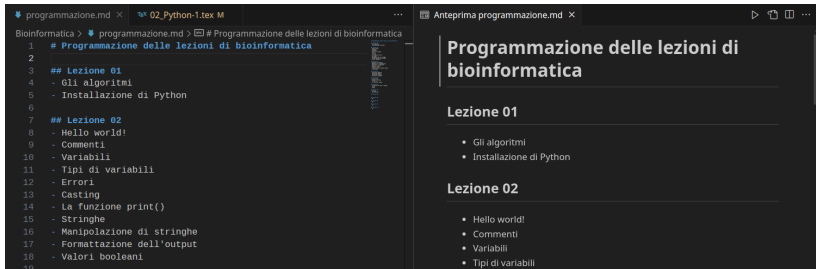 programmazione.md
02_Python-1.tex M
Bioinformatica > programmazione.md > # Programmazione delle lezioni di bioinformatica
1 # Programmazione delle lezioni di bioinformatica
2
3 ## Lezione 01
4 - Gli algoritmi
5 - Installazione di Python
6
7 ## Lezione 02
8 - Hello world!
9 - Commenti
10 - Variabili
11 - Tipi di variabili
12 - Errori
13 - Casting
14 - La funzione print()
15 - Stringhe
16 - Manipolazione di stringhe
17 - Formattazione dell'output
18 - Valori booleani
19
Anteprima programmazione.md
Programmazione delle lezioni di
bioinformatica
Lezione 01
• Gli algoritmi
• Installazione di Python
Lezione 02
• Hello world!
• Commenti
• Variabili
• Tipi di variabili